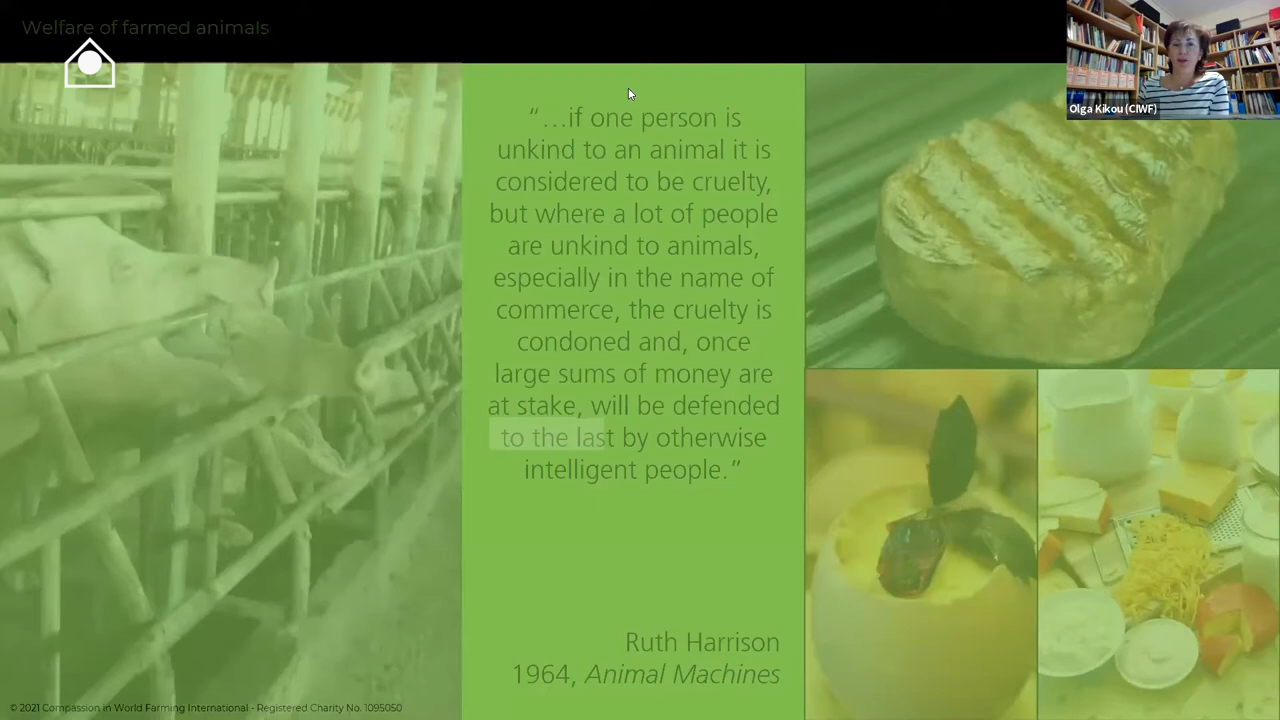 Welfare of farmed animals
Olga Kikou (CIWF)
“…if one person is
unkind to an animal it is
considered to be cruelty,
but where a lot of people
are unkind to animals,
especially in the name of
commerce, the cruelty is
condoned and, once
large sums of money are
at stake, will be defended
to the last by otherwise
intelligent people.”
Ruth Harrison
1964, Animal Machines
© 2021 Compassion in World Farming International - Registered Charity No. 1095050